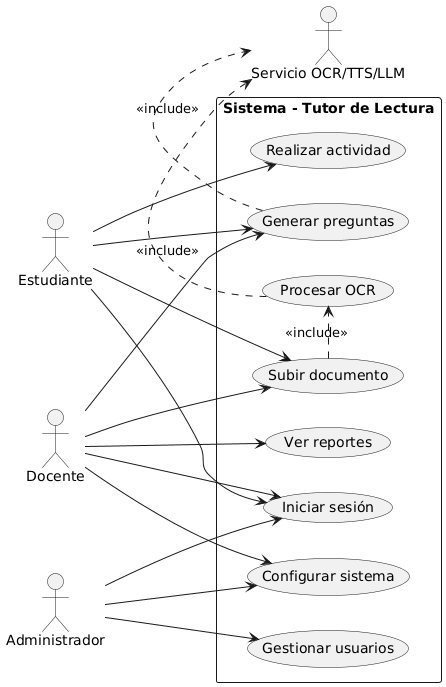 Servicio OCR/TTS/LLM
«include»
Sistema - Tutor de Lectura
Realizar actividad
Generar preguntas
«include»
Estudiante
Procesar OCR
«include»
Subir documento
Ver reportes
Docente
Iniciar sesión
Configurar sistema
Administrador
Gestionar usuarios